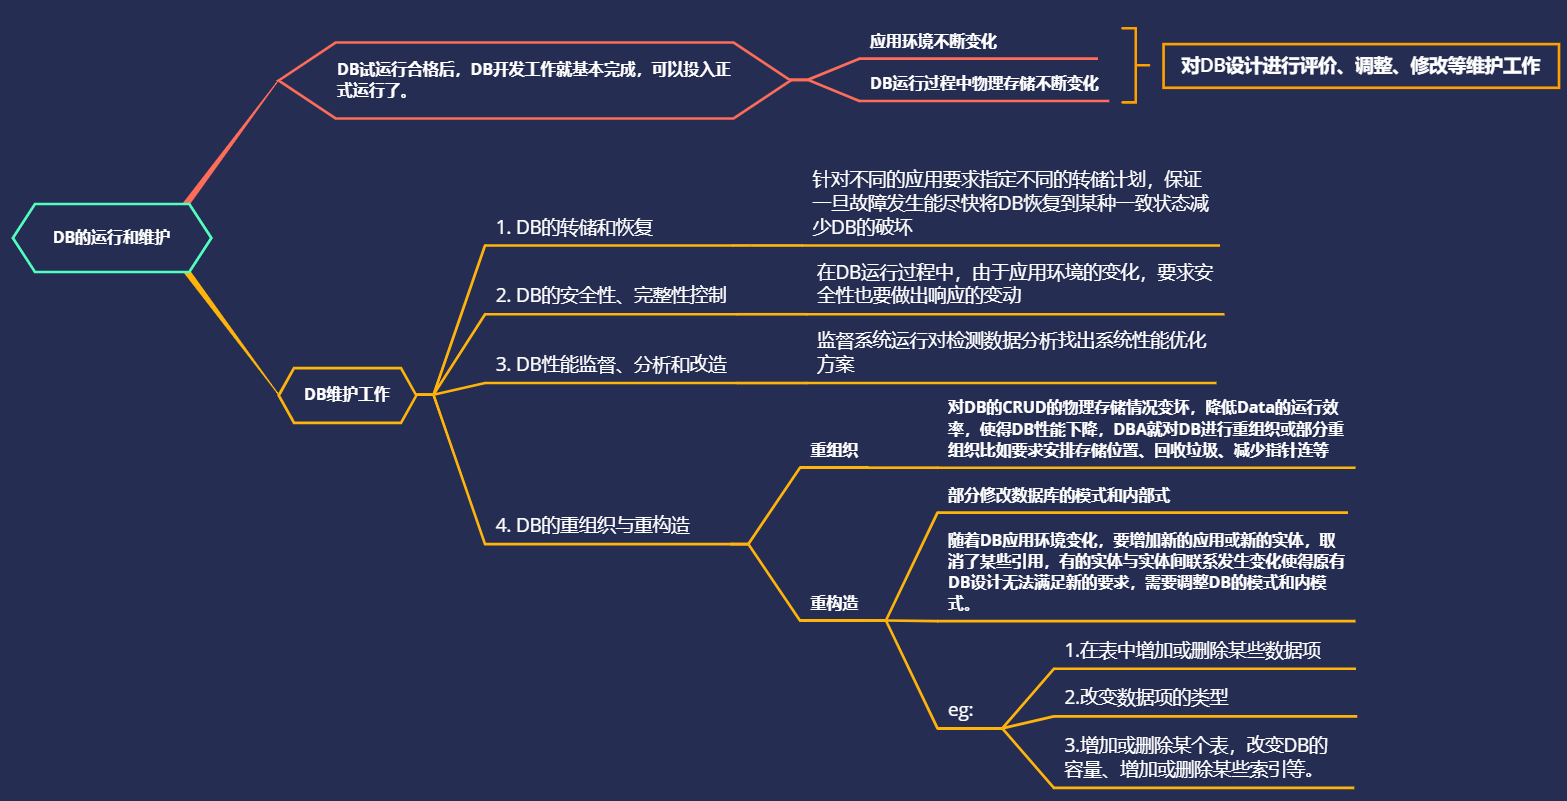 DB的运行和维护
DB试运行合格后，DB开发工作就基本完成，可以投入正
式运行了。
应用环境不断变化
DB运行过程中物理存储不断变化
对DB设计进行评价、调整、修改等维护工作
DB维护工作
1. DB的转储和恢复
针对不同的应用要求指定不同的转储计划，保证
一旦故障发生能尽快将DB恢复到某种一致状态减
少DB的破坏
2. DB的安全性、完整性控制
在DB运行过程中，由于应用环境的变化，要求安
全性也要做出响应的变动
3. DB性能监督、分析和改造
监督系统运行对检测数据分析找出系统性能优化
方案
4. DB的重组织与重构造
重组织
对DB的CRUD的物理存储情况变坏，降低Data的运行效
率，使得DB性能下降，DBA就对DB进行重组织或部分重
组织比如要求安排存储位置、回收垃圾、减少指针连等
重构造
部分修改数据库的模式和内部式
随着DB应用环境变化，要增加新的应用或新的实体，取
消了某些引用，有的实体与实体间联系发生变化使得原有
DB设计无法满足新的要求，需要调整DB的模式和内模
式。
eg:
1.在表中增加或删除某些数据项
2.改变数据项的类型
3.增加或删除某个表，改变DB的
容量、增加或删除某些索引等。